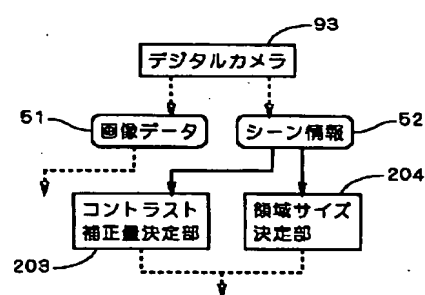 93
デジタルカメラ
51
画像データ
シーン情報
52
204
コントラスト
補正量決定部
領域サイズ
決定部
203